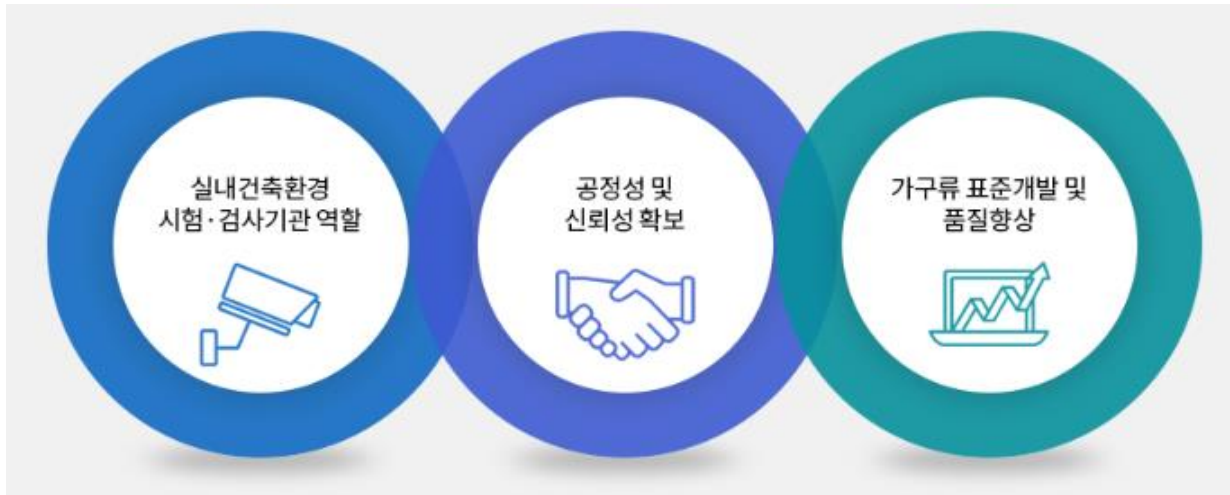 실내건축환경
시험·검사기관 역할
공정성 및
신뢰성 확보
가구류 표준개발 및
품질향상